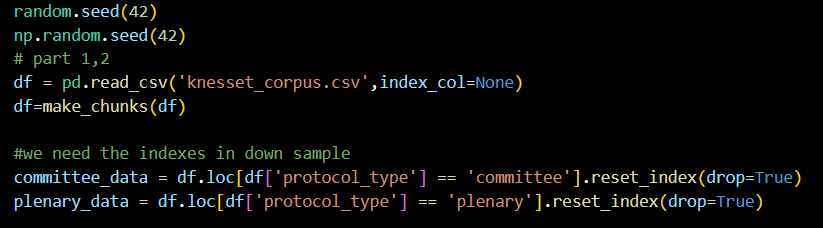 random.seed(42)
np.random.seed(42)
# part 1,2
df = pd.read_csv('knesset_corpus.csv',index_col=None)
df=make_chunks(df)
#we need the indexes in down sample
committee_data = df.loc[df['protocol_type'] == 'committee'].reset_index(drop=True)
plenary_data = df.loc[df['protocol_type'] == 'plenary'].reset_index(drop=True)